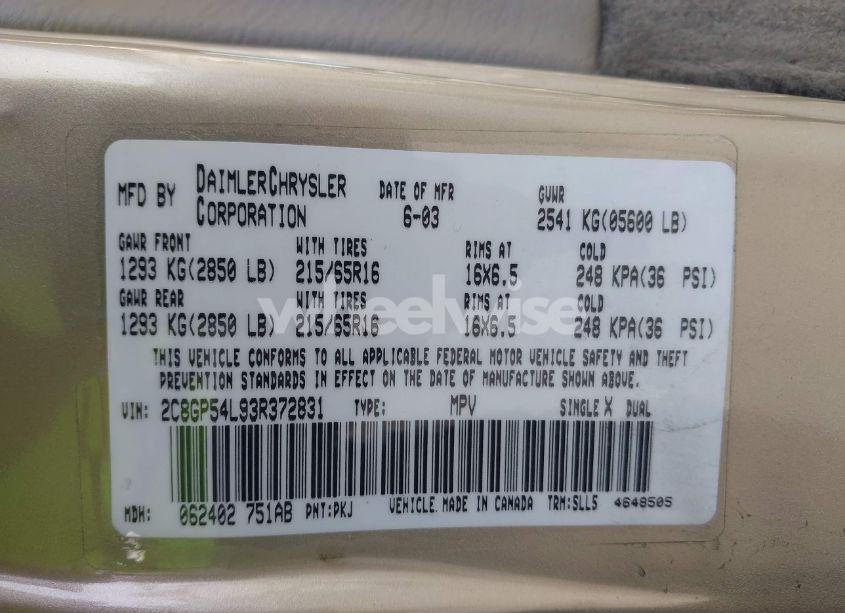 MFD BY DAIMLERCHRYSLER CORPORATION DATE OF MFR 6-03 GVWR 2541 KG(05600 LB)
GAWR FRONT WITH TIRES RIMS AT COLD
1293 KG(2850 LB) 215/65R16 16X6.5 248 KPA(36 PSI)
GAWR REAR WITH TIRES RIMS AT COLD
1293 KG(2850 LB) 215/65R16 16X6.5 248 KPA(36 PSI)
wheelwise
THIS VEHICLE CONFORMS TO ALL APPLICABLE FEDERAL MOTOR VEHICLE SAFETY AND THEFT
PREVENTION STANDARDS IN EFFECT ON THE DATE OF MANUFACTURE SHOWN ABOVE.
VIN: 2C8GP54L93R372831 TYPE: MPV SINGLE X DUAL
MDH: 062402 751AB PNT:PKJ VEHICLE MADE IN CANADA TRM:SLL5 4648505